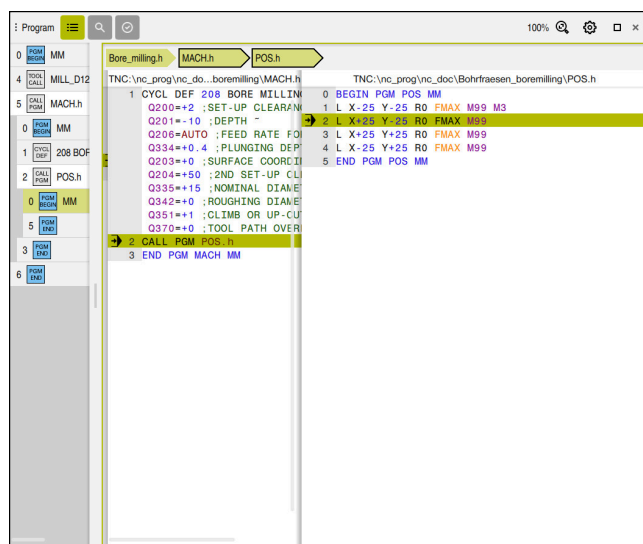 Program
100%
0 PGM BEGIN MM
4 TOOL CALL MILL_D12
5 CALL PGM MACH.h
0 PGM BEGIN MM
1 CYCL DEF 208 BOR
2 CALL PGM POS.h
0 PGM BEGIN MM
5 PGM END
3 PGM END
6 PGM END
Bore_milling.h MACH.h POS.h
TNC:\nc_prog\nc_do...boremilling\MACH.h
1 CYCL DEF 208 BORE MILLING
Q200=+2 ;SET-UP CLEARANC
Q201=-10 ;DEPTH ~
Q206=AUTO ;FEED RATE FOR
Q334=+0.4 ;PLUNGING DEPT
Q203=+0 ;SURFACE COORDIN
Q204=+50 ;2ND SET-UP CLE
Q335=+15 ;NOMINAL DIAMET
Q342=+0 ;ROUGHING DIAMET
Q351=+1 ;CLIMB OR UP-CUT
Q370=+0 ;TOOL PATH OVERL
2 CALL PGM POS.h
3 END PGM MACH MM
TNC:\nc_prog\nc_doc\Bohrfraesen_boremilling\POS.h
0 BEGIN PGM POS MM
1 L X-25 Y-25 R0 FMAX M99 M3
2 L X+25 Y-25 R0 FMAX M99
3 L X+25 Y+25 R0 FMAX M99
4 L X-25 Y+25 R0 FMAX M99
5 END PGM POS MM